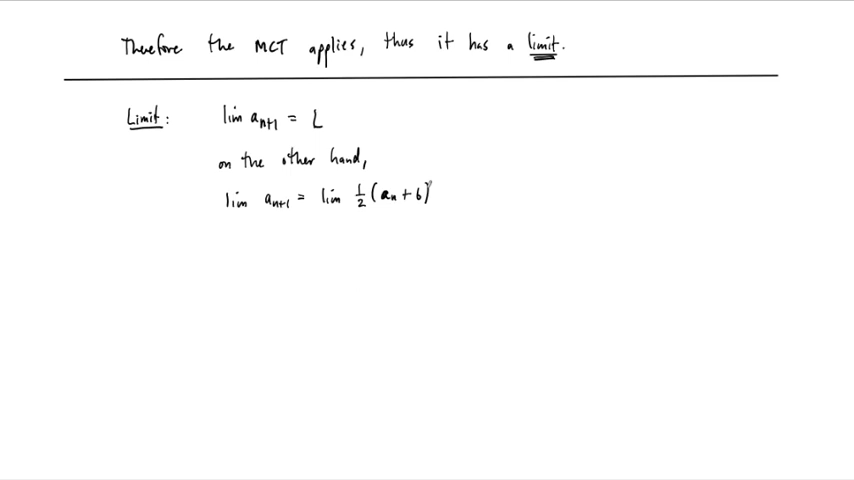 Therefore the MCT applies, thus it has a limit.
Limit: lim aₙ₊₁ = L
on the other hand,
lim aₙ₊₁ = lim ½(aₙ + 6)